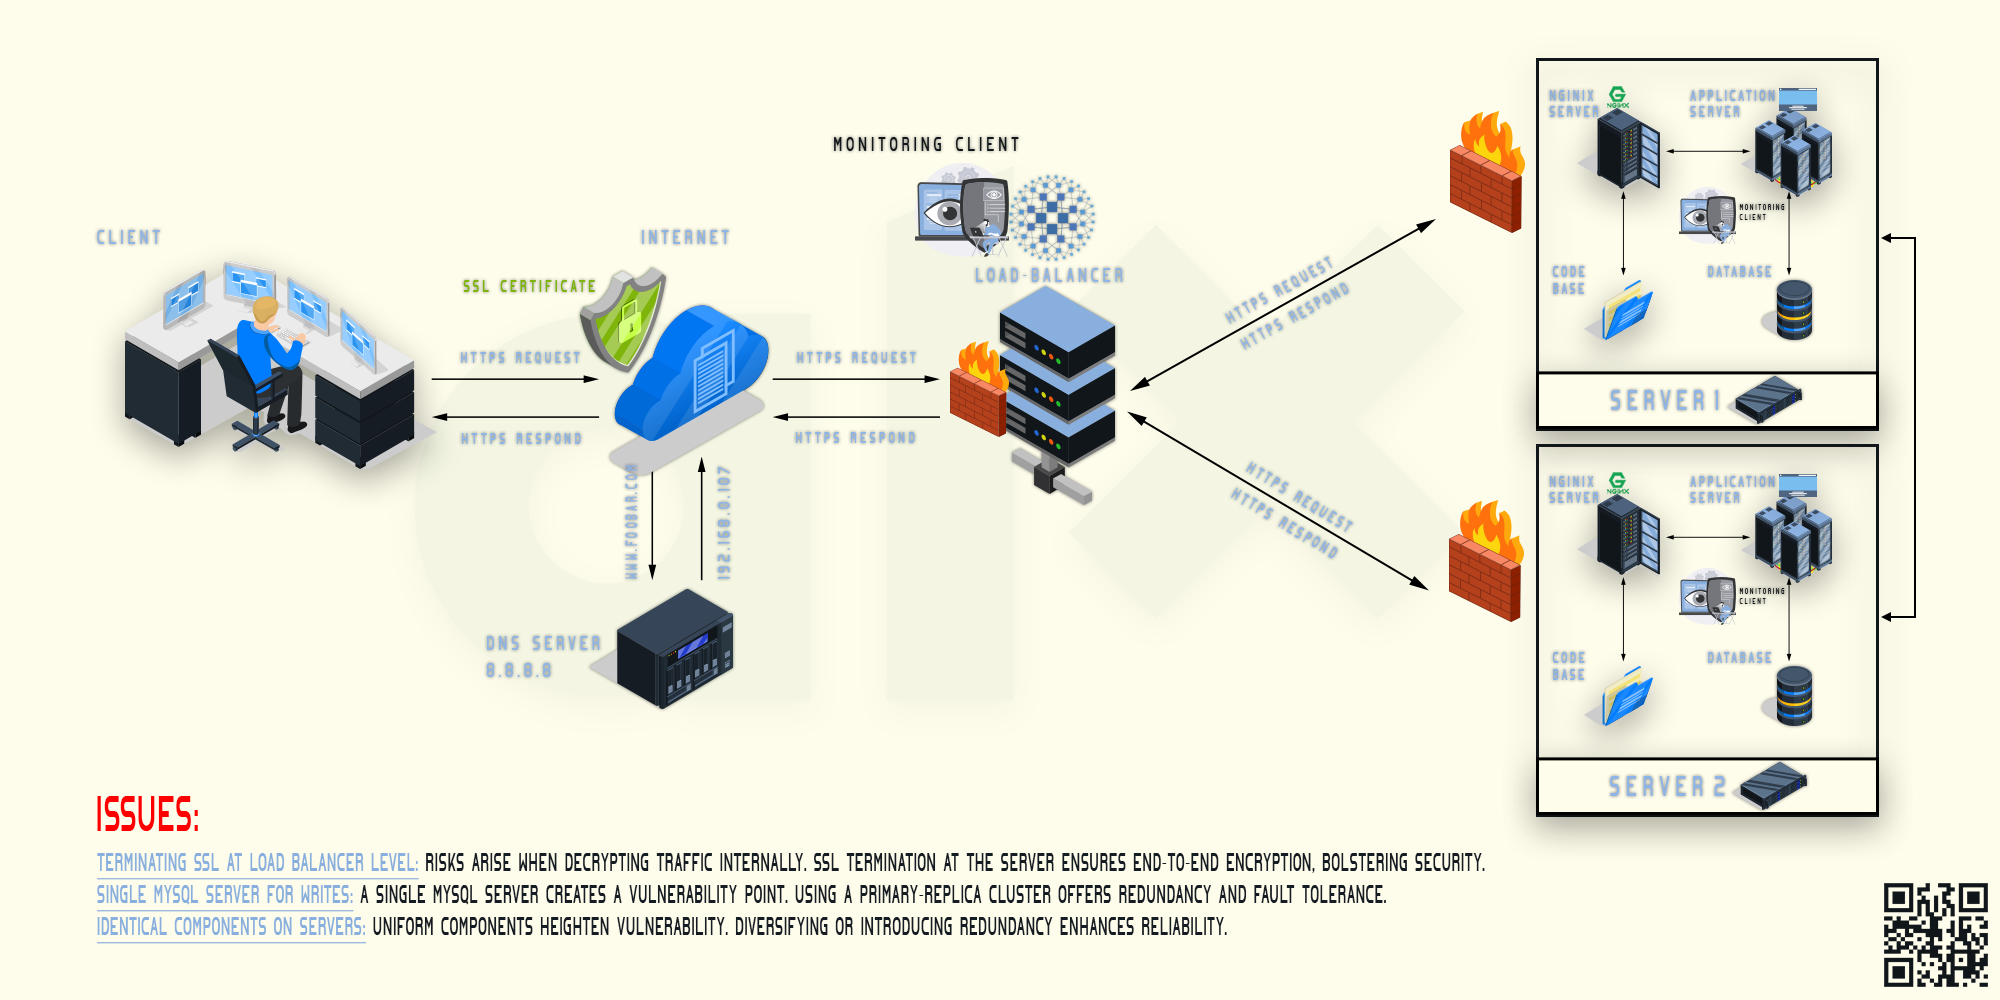 MONITORING CLIENT
CLIENT
INTERNET
SSL CERTIFICATE
LOAD-BALANCER
HTTPS REQUEST
HTTPS RESPOND
HTTPS REQUEST
HTTPS RESPOND
WWW.FOOBAR.COM
192.168.0.107
DNS SERVER
8.8.8.8
HTTPS REQUEST
HTTPS RESPOND
HTTPS REQUEST
HTTPS RESPOND
NGINIX
SERVER
NGINX
APPLICATION
SERVER
MONITORING
CLIENT
CODE
BASE
DATABASE
SERVER 1
NGINIX
SERVER
NGINX
APPLICATION
SERVER
MONITORING
CLIENT
CODE
BASE
DATABASE
SERVER 2
ISSUES:
TERMINATING SSL AT LOAD BALANCER LEVEL: RISKS ARISE WHEN DECRYPTING TRAFFIC INTERNALLY. SSL TERMINATION AT THE SERVER ENSURES END-TO-END ENCRYPTION, BOLSTERING SECURITY.
SINGLE MYSQL SERVER FOR WRITES: A SINGLE MYSQL SERVER CREATES A VULNERABILITY POINT. USING A PRIMARY-REPLICA CLUSTER OFFERS REDUNDANCY AND FAULT TOLERANCE.
IDENTICAL COMPONENTS ON SERVERS: UNIFORM COMPONENTS HEIGHTEN VULNERABILITY. DIVERSIFYING OR INTRODUCING REDUNDANCY ENHANCES RELIABILITY.